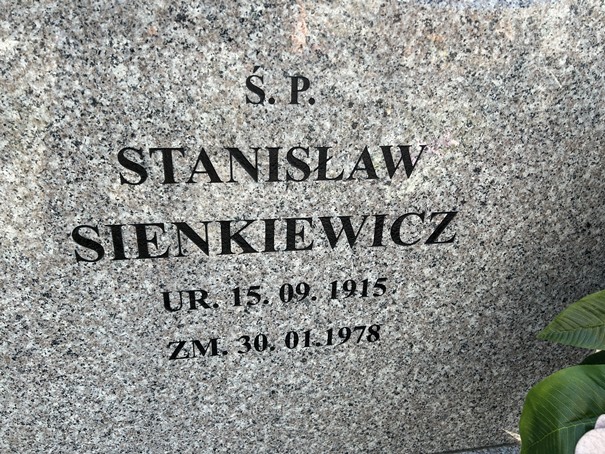 Ś. P.
STANISŁAW
SIENKIEWICZ
UR. 15. 09. 1915
ZM. 30. 01.1978